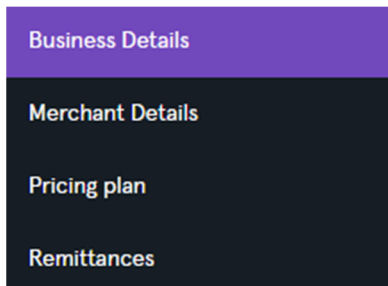 Business Details
Merchant Details
Pricing plan
Remittances